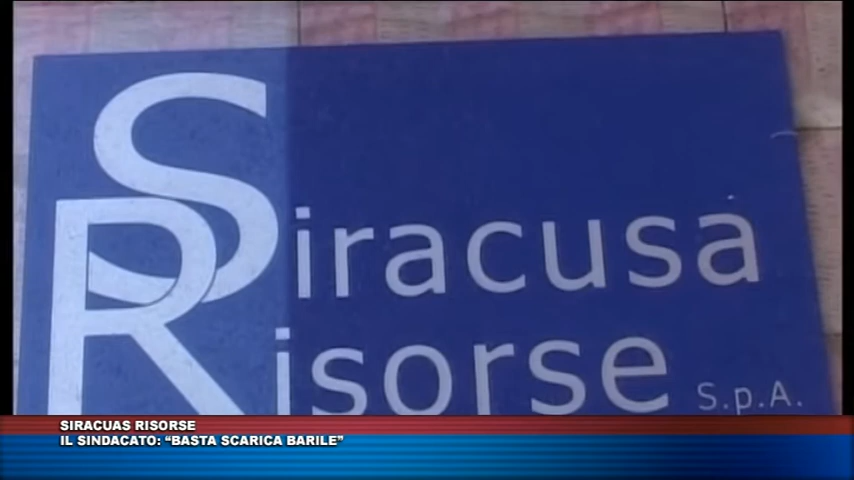 Siracusa
Risorse S.p.A.
SIRACUAS RISORSE
IL SINDACATO: “BASTA SCARICA BARILE”